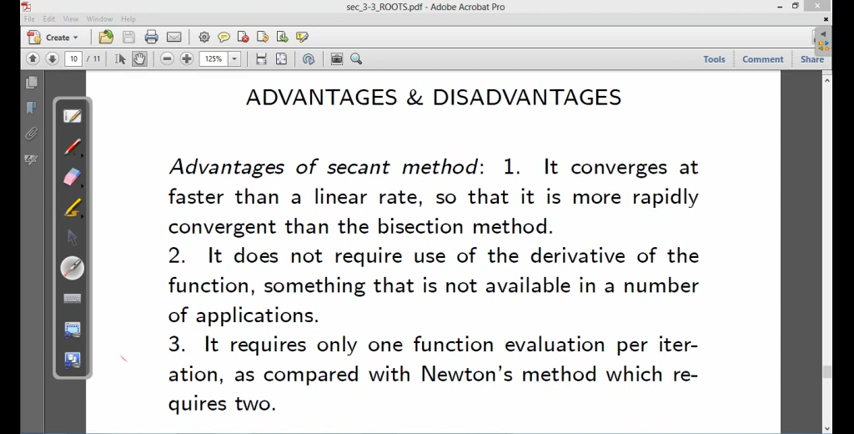 sec_3-3_ROOTS.pdf - Adobe Acrobat Pro
File Edit View Window Help
Create
10 / 11 125% Tools Comment Share
ADVANTAGES & DISADVANTAGES
Advantages of secant method: 1. It converges at
faster than a linear rate, so that it is more rapidly
convergent than the bisection method.
2. It does not require use of the derivative of the
function, something that is not available in a number
of applications.
3. It requires only one function evaluation per iter-
ation, as compared with Newton's method which re-
quires two.